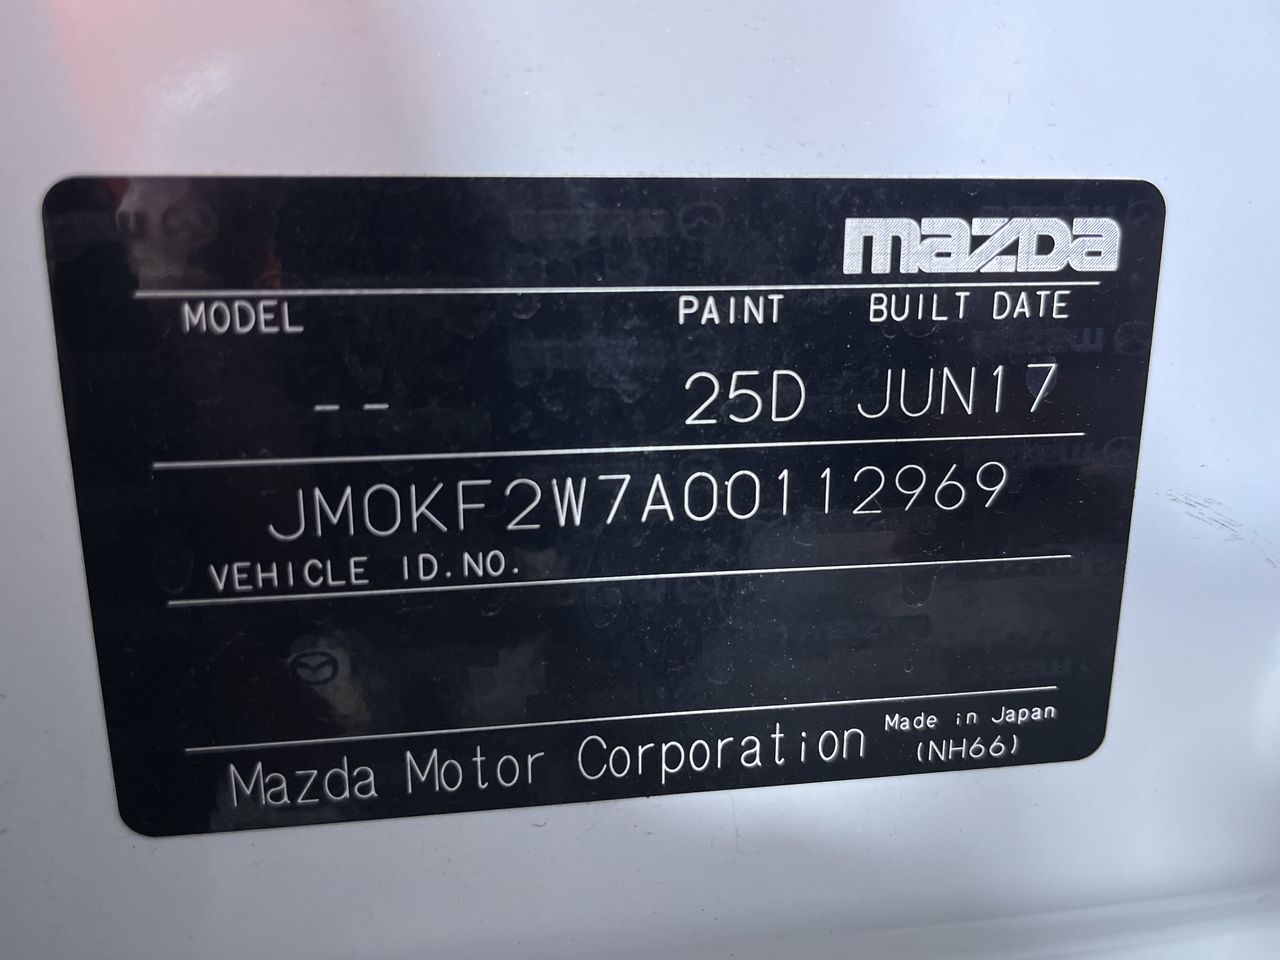 mazda
MODEL PAINT BUILT DATE
-- 25D JUN17
JM0KF2W7A00112969
VEHICLE ID.NO.
Mazda Motor Corporation Made in Japan
(NH66)